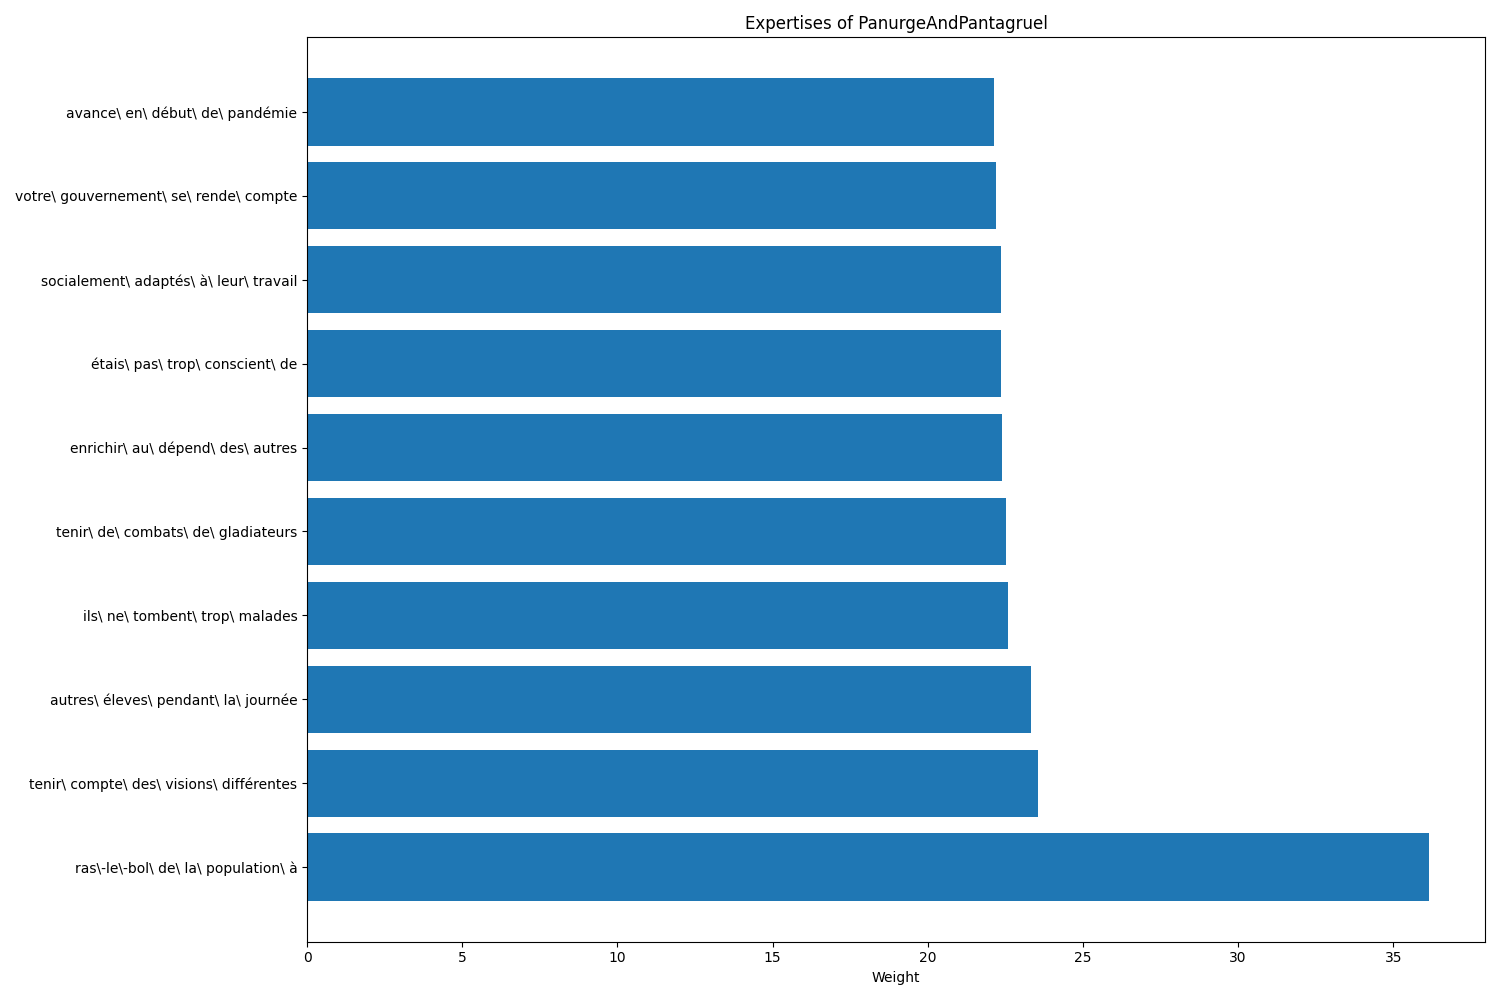 Expertises of PanurgeAndPantagruel
avance\ en\ début\ de\ pandémie
votre\ gouvernement\ se\ rende\ compte
socialement\ adaptés\ à\ leur\ travail
étais\ pas\ trop\ conscient\ de
enrichir\ au\ dépend\ des\ autres
tenir\ de\ combats\ de\ gladiateurs
ils\ ne\ tombent\ trop\ malades
autres\ éleves\ pendant\ la\ journée
tenir\ compte\ des\ visions\ différentes
ras\-le\-bol\ de\ la\ population\ à
0 5 10 15 20 25 30 35
Weight